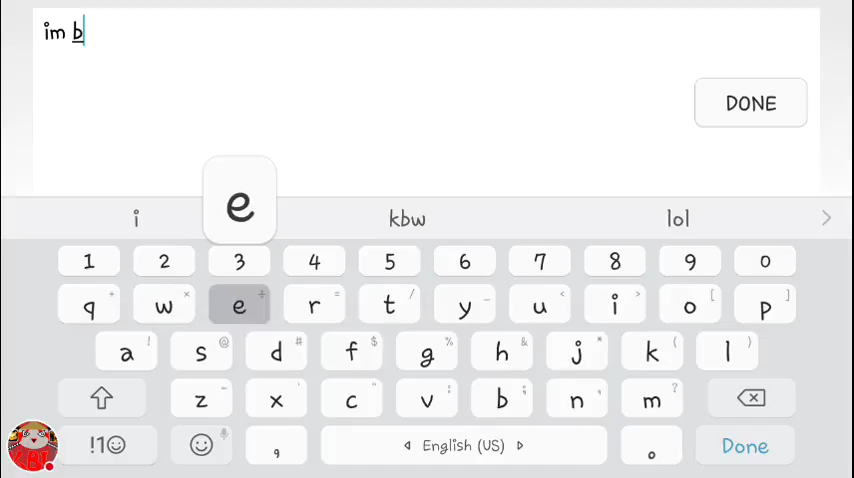 im b
DONE
e
i kbw lol
1 2 3 4 5 6 7 8 9 0
q + w × e ÷ r = t / y _ u < i > o [ p ]
a ! s @ d # f $ g % h & j * k ( l )
z - x ' c " v : b ; n , m ?
!1☺ , English (US) . Done